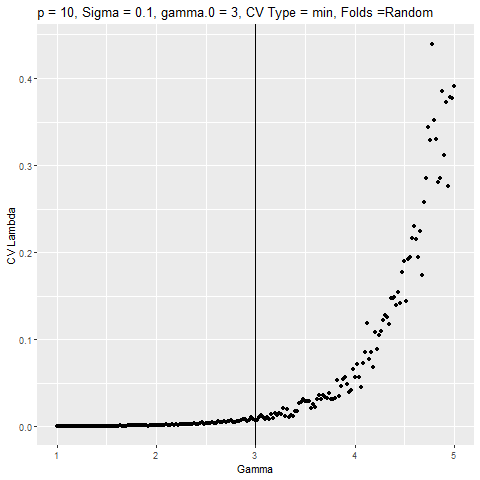 p = 10, Sigma = 0.1, gamma.0 = 3, CV Type = min, Folds =Random
0.4
0.3
0.2
0.1
0.0
CV Lambda
1 2 3 4 5
Gamma